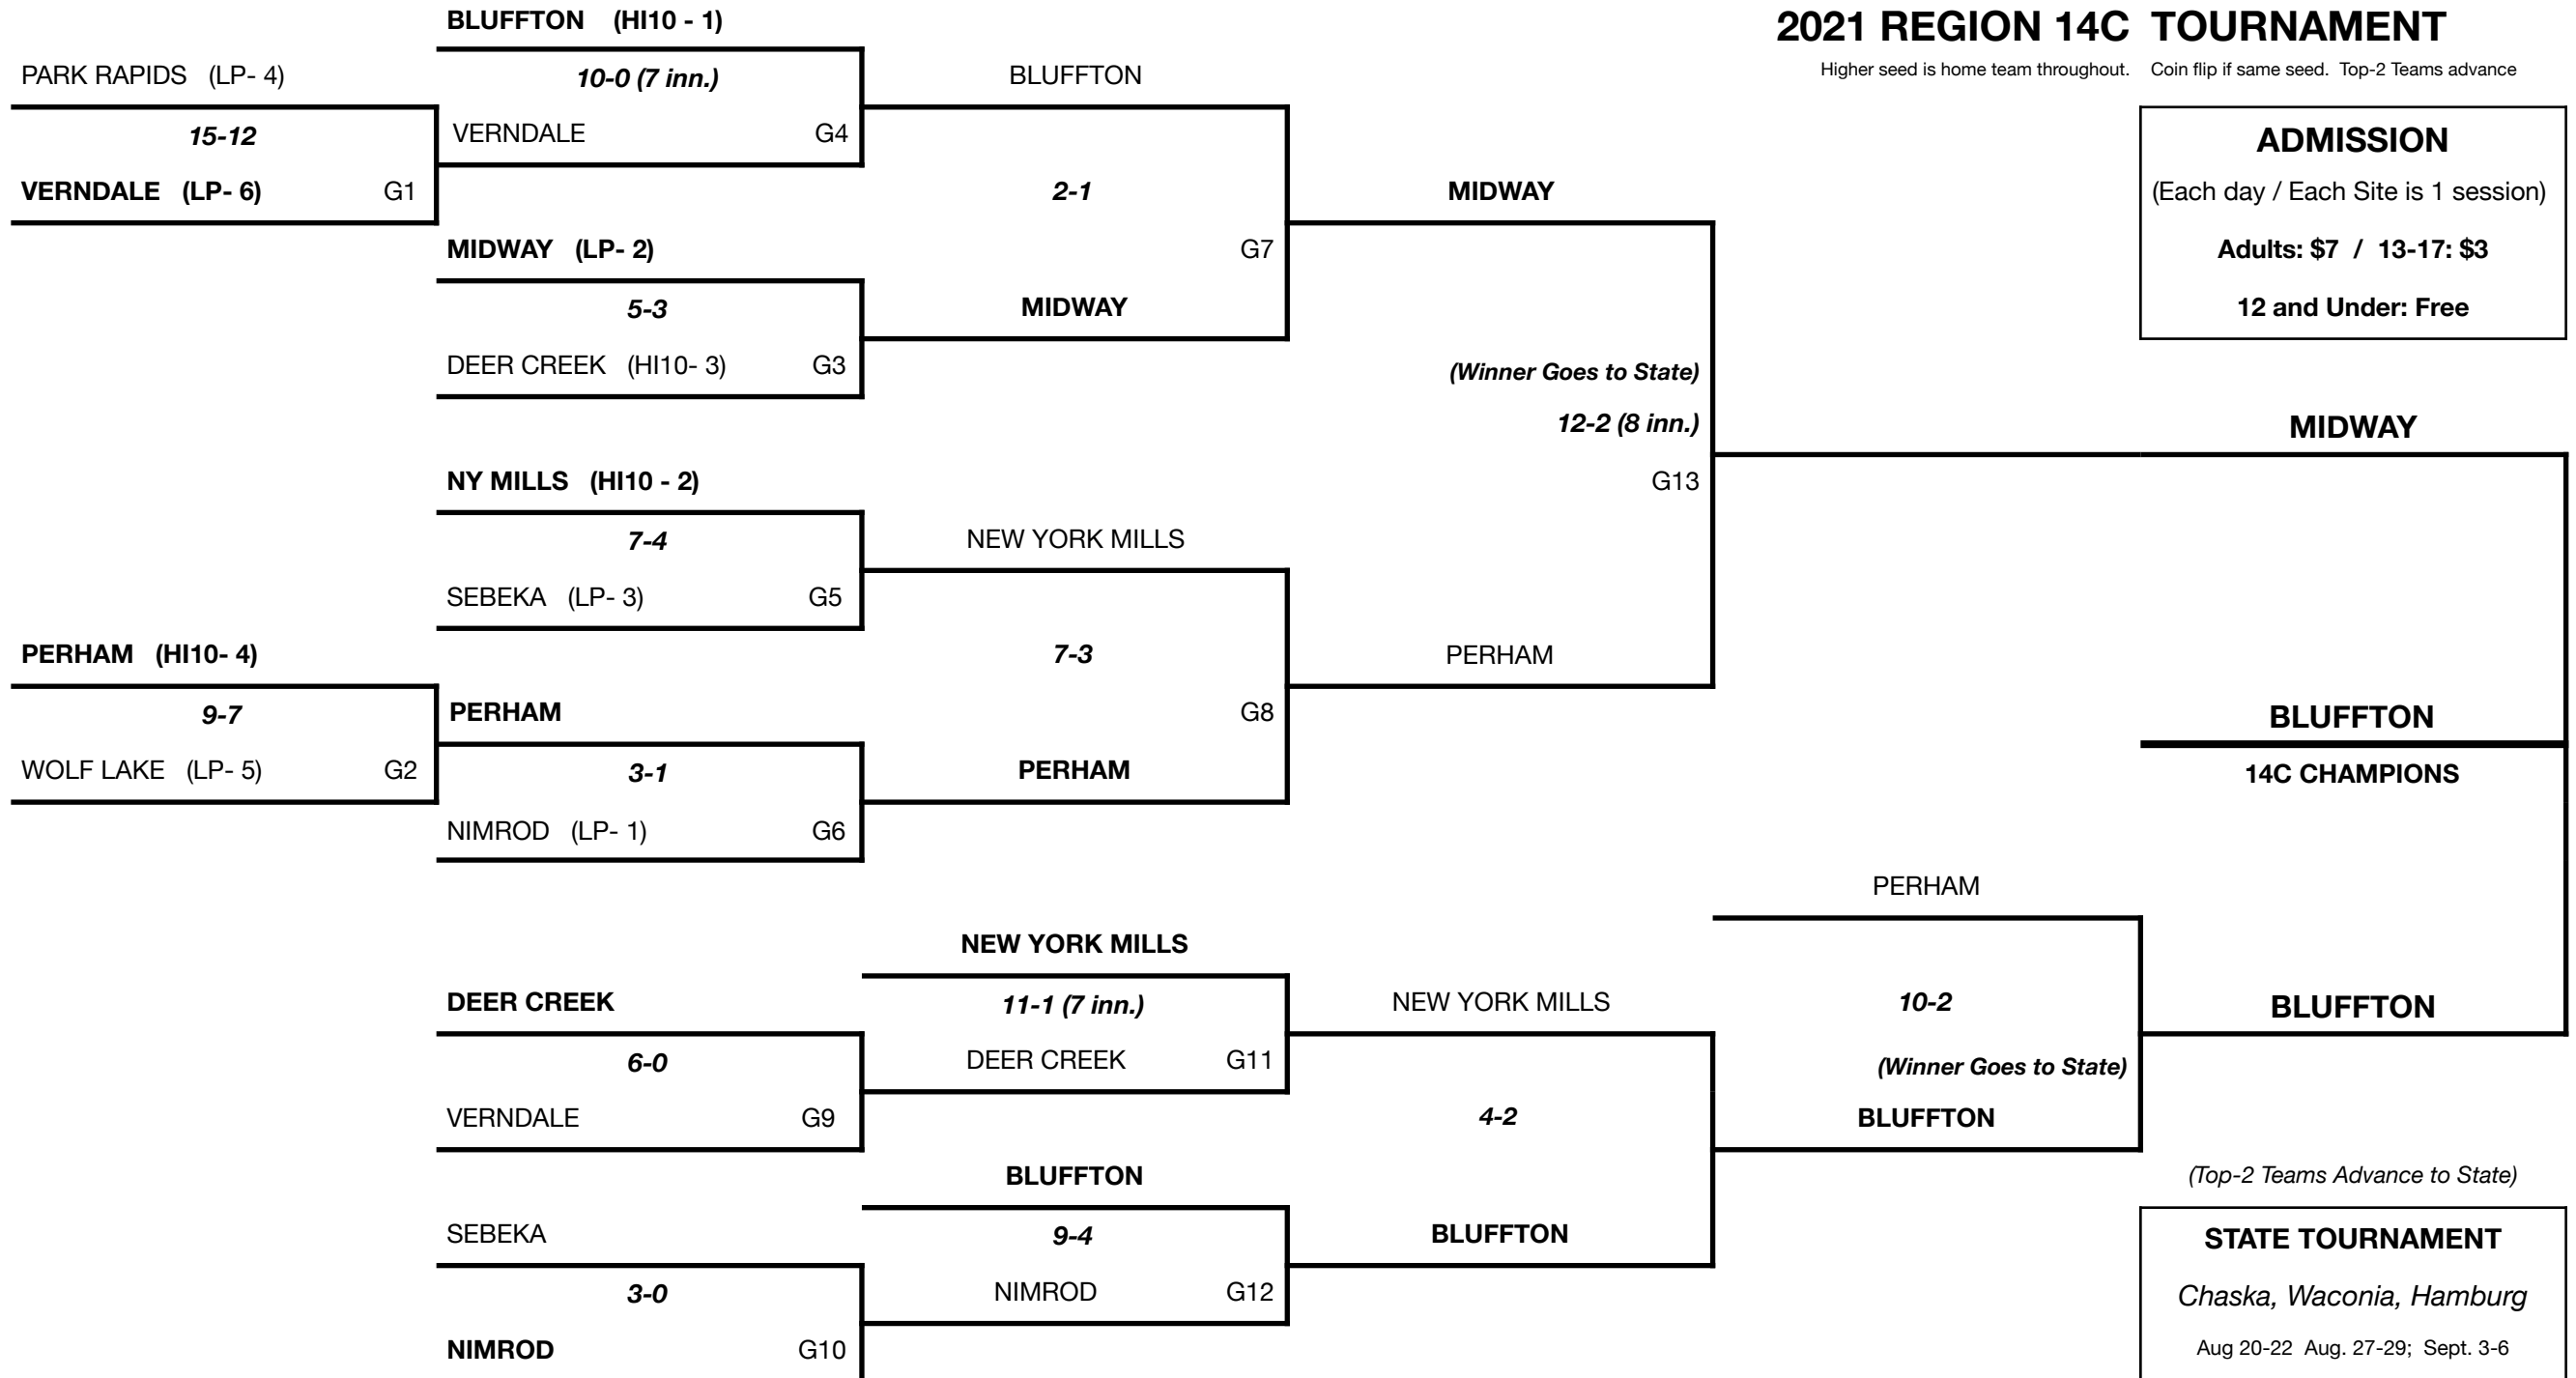 BLUFFTON (HI10 - 1)
2021 REGION 14C TOURNAMENT
Higher seed is home team throughout. Coin flip if same seed. Top-2 Teams advance
PARK RAPIDS (LP- 4)
10-0 (7 inn.)
BLUFFTON
15-12
VERNDALE G4
ADMISSION
VERNDALE (LP- 6) G1
2-1
MIDWAY
(Each day / Each Site is 1 session)
MIDWAY (LP- 2)
G7
Adults: $7 / 13-17: $3
5-3
MIDWAY
12 and Under: Free
DEER CREEK (HI10- 3) G3
(Winner Goes to State)
12-2 (8 inn.)
MIDWAY
NY MILLS (HI10 - 2)
G13
7-4
NEW YORK MILLS
SEBEKA (LP- 3) G5
PERHAM (HI10- 4)
7-3
PERHAM
9-7
PERHAM
G8
BLUFFTON
WOLF LAKE (LP- 5) G2
3-1
PERHAM
14C CHAMPIONS
NIMROD (LP- 1) G6
PERHAM
NEW YORK MILLS
DEER CREEK
11-1 (7 inn.)
NEW YORK MILLS
10-2
BLUFFTON
6-0
DEER CREEK G11
(Winner Goes to State)
VERNDALE G9
4-2
BLUFFTON
BLUFFTON
(Top-2 Teams Advance to State)
SEBEKA
9-4
BLUFFTON
STATE TOURNAMENT
3-0
NIMROD G12
Chaska, Waconia, Hamburg
NIMROD G10
Aug 20-22 Aug. 27-29; Sept. 3-6